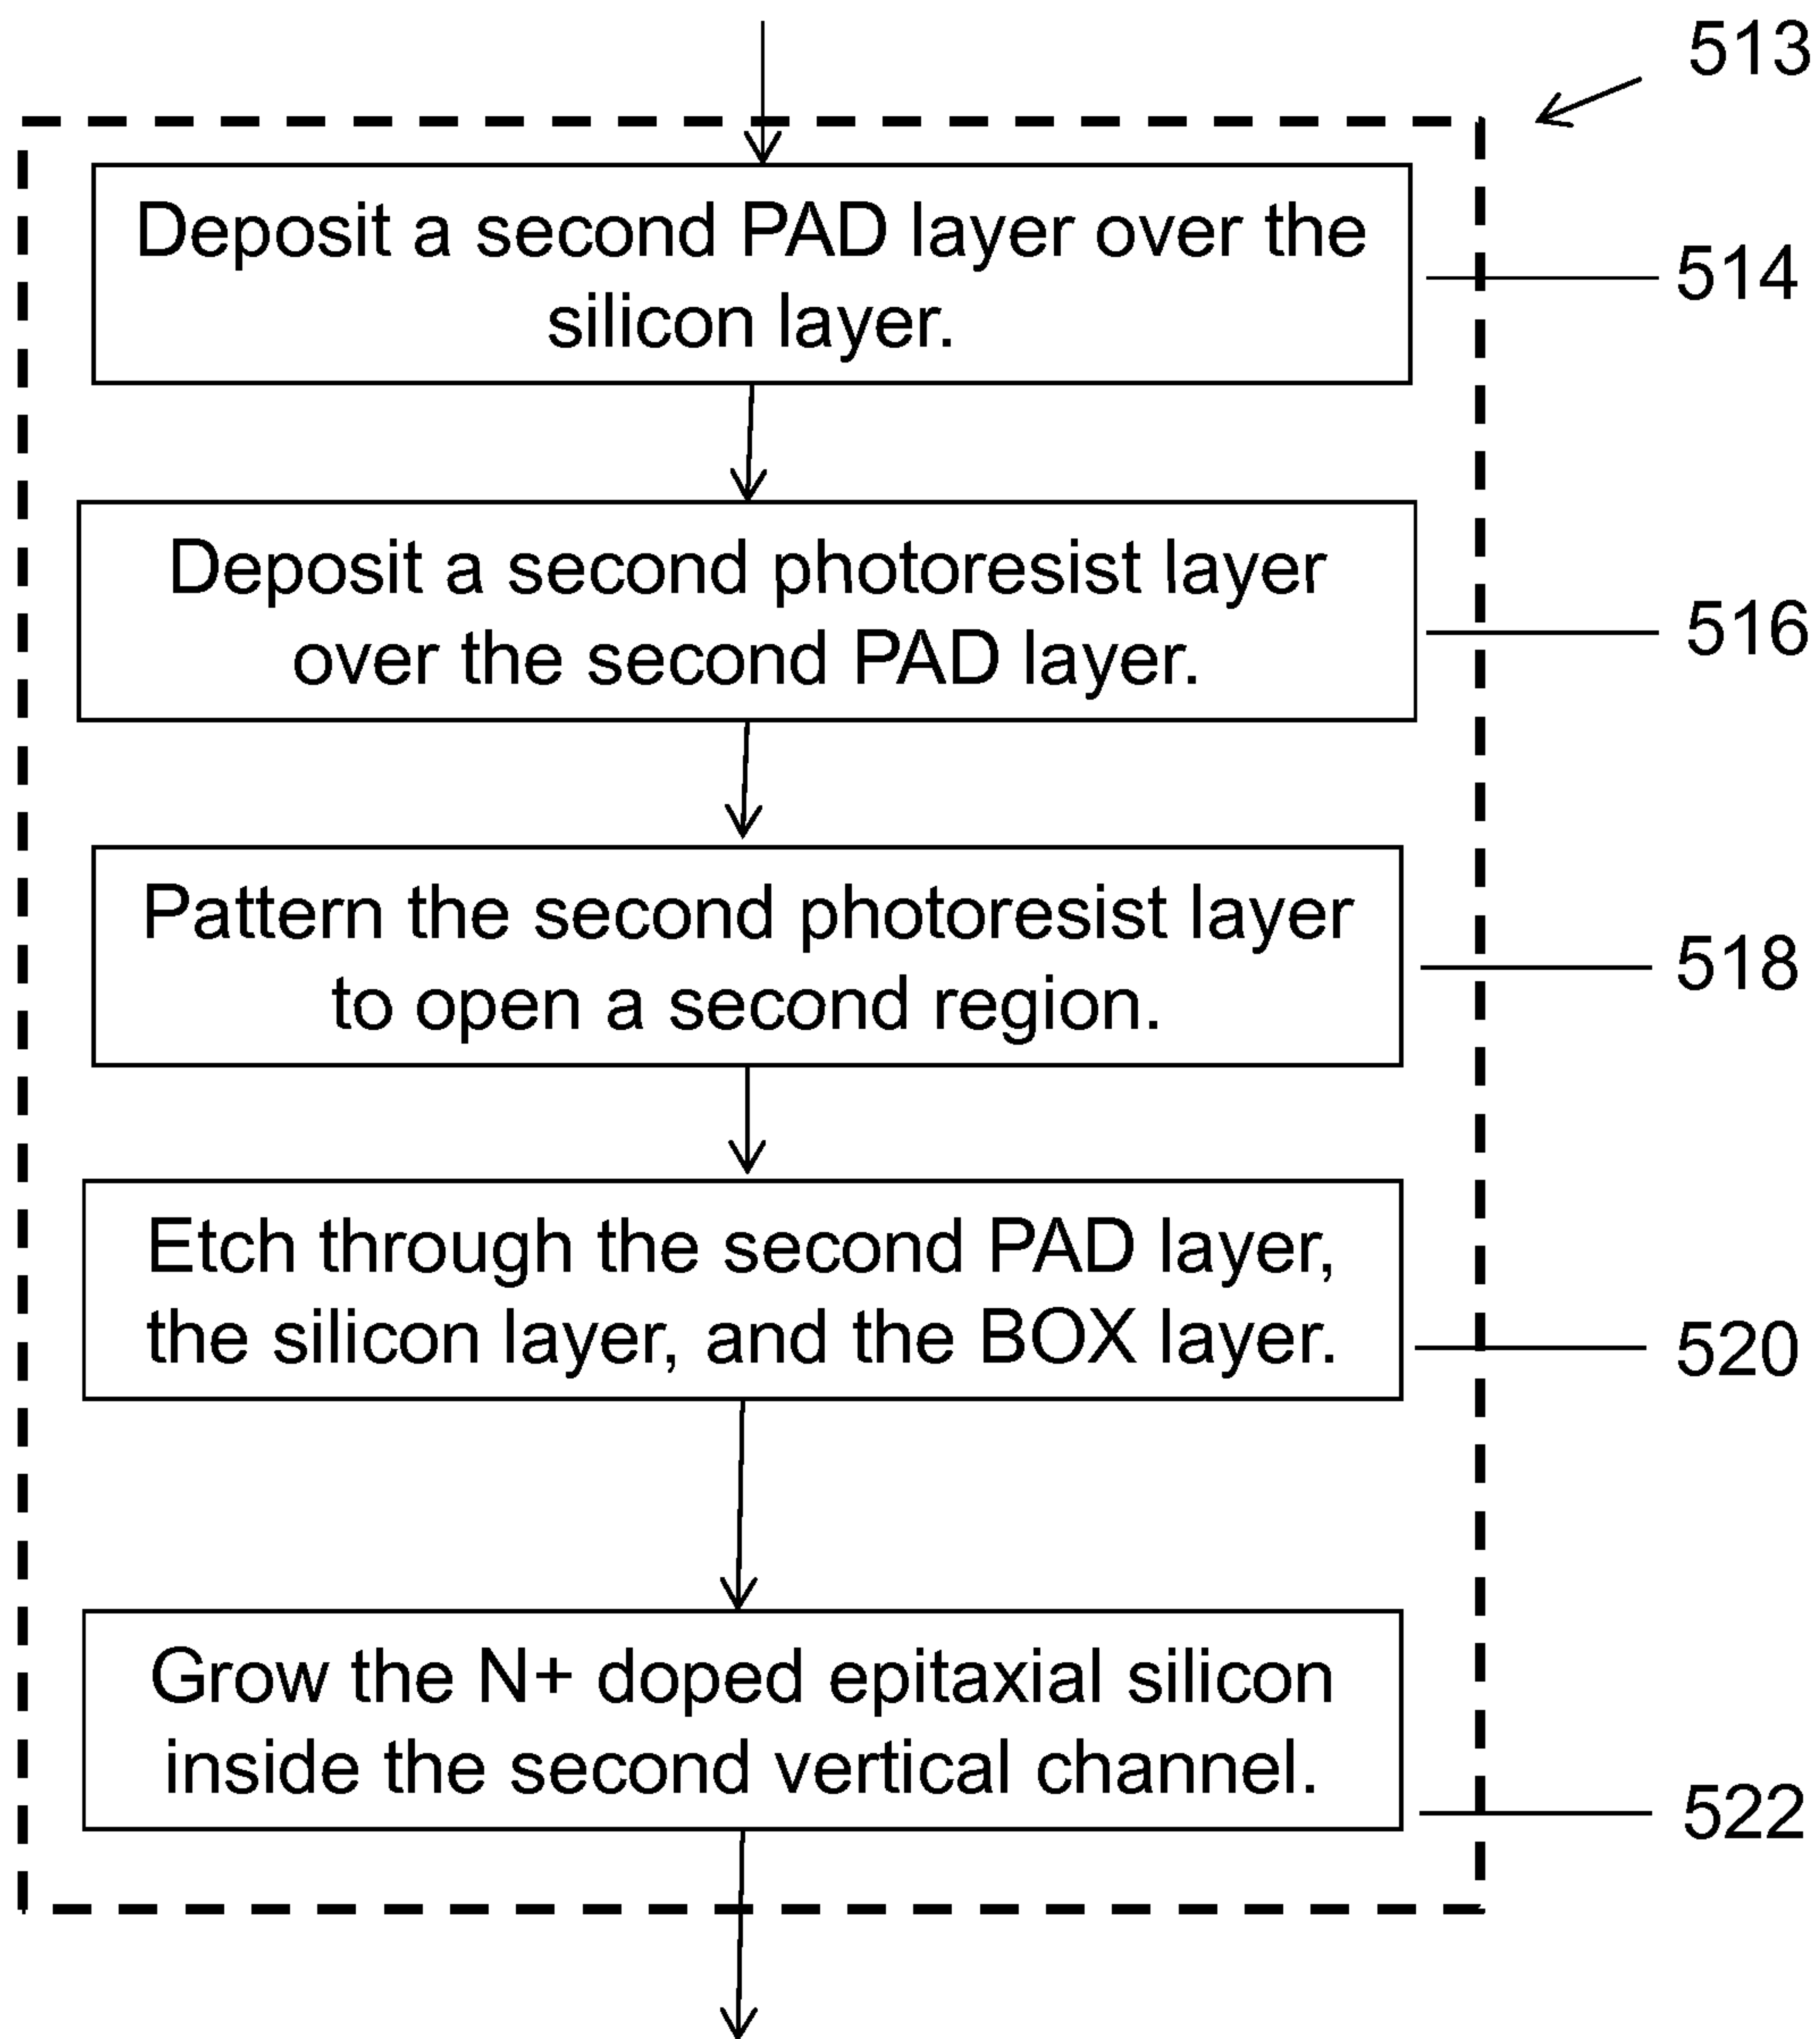 513
Deposit a second PAD layer over the
silicon layer.
514
Deposit a second photoresist layer
over the second PAD layer.
516
Pattern the second photoresist layer
to open a second region.
518
Etch through the second PAD layer,
the silicon layer, and the BOX layer.
520
Grow the N+ doped epitaxial silicon
inside the second vertical channel.
522